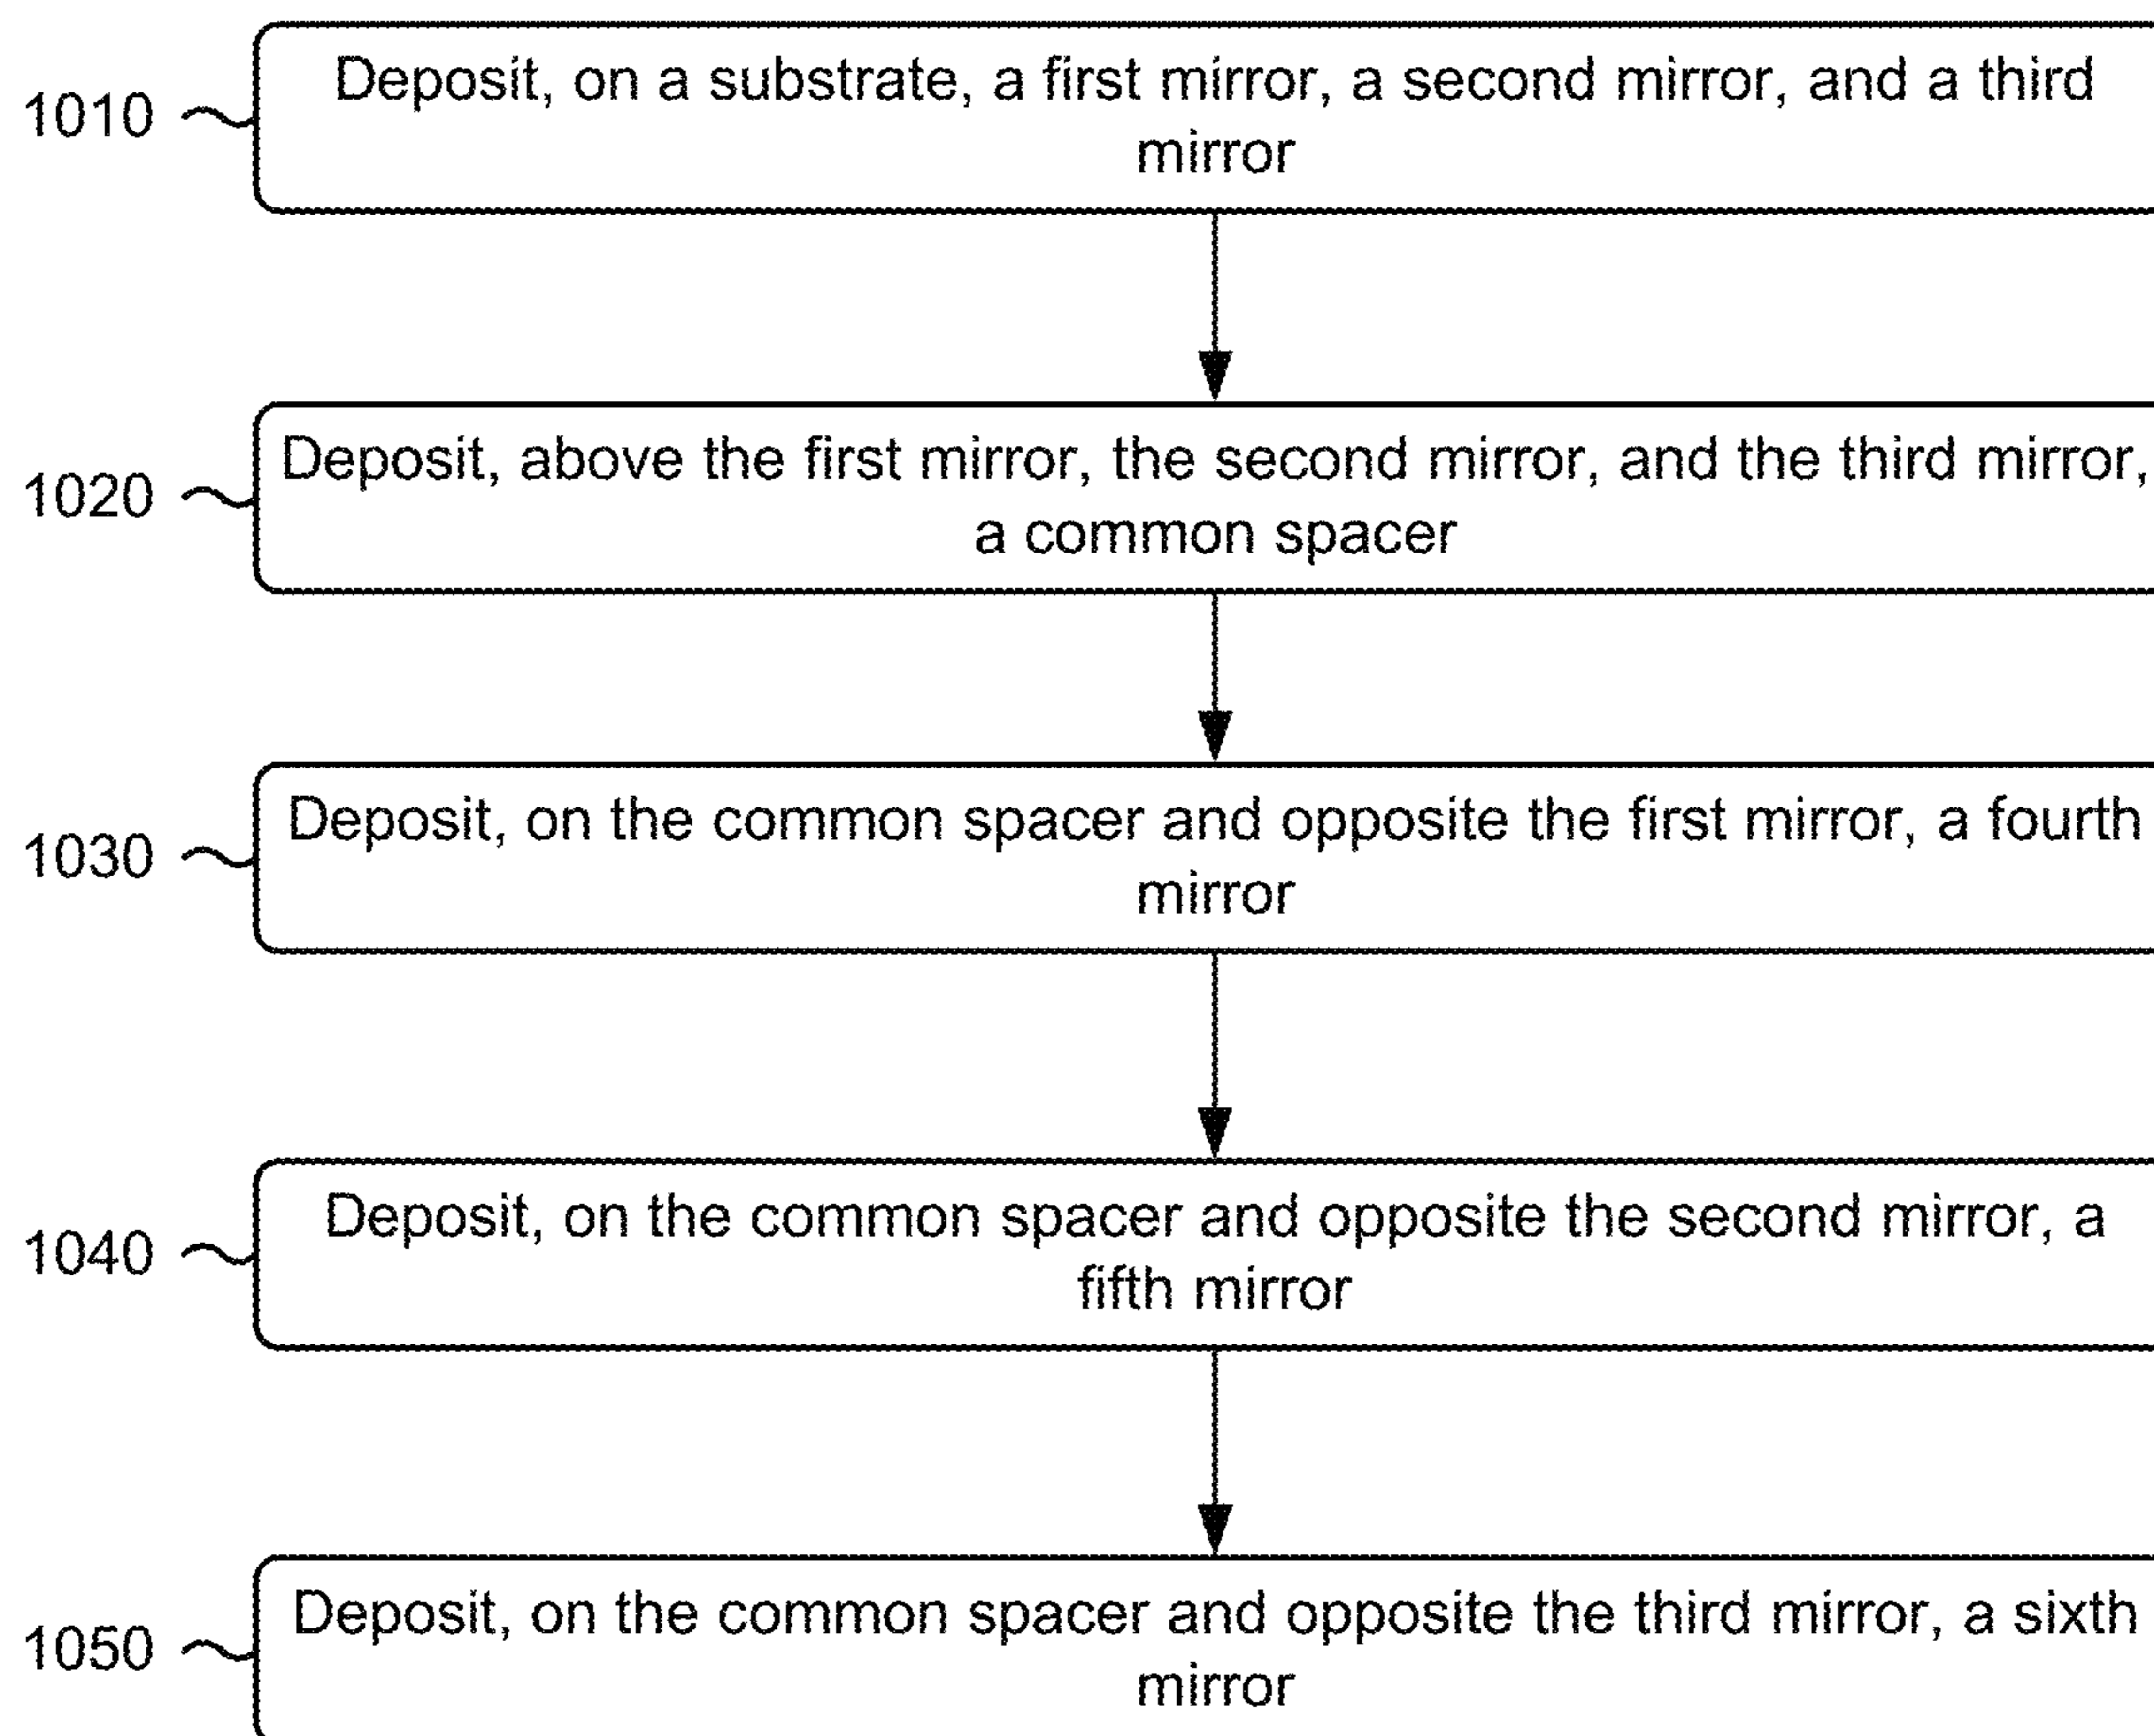 1010
Deposit, on a substrate, a first mirror, a second mirror, and a third
mirror
1020
Deposit, above the first mirror, the second mirror, and the third mirror,
a common spacer
1030
Deposit, on the common spacer and opposite the first mirror, a fourth
mirror
1040
Deposit, on the common spacer and opposite the second mirror, a
fifth mirror
1050
Deposit, on the common spacer and opposite the third mirror, a sixth
mirror